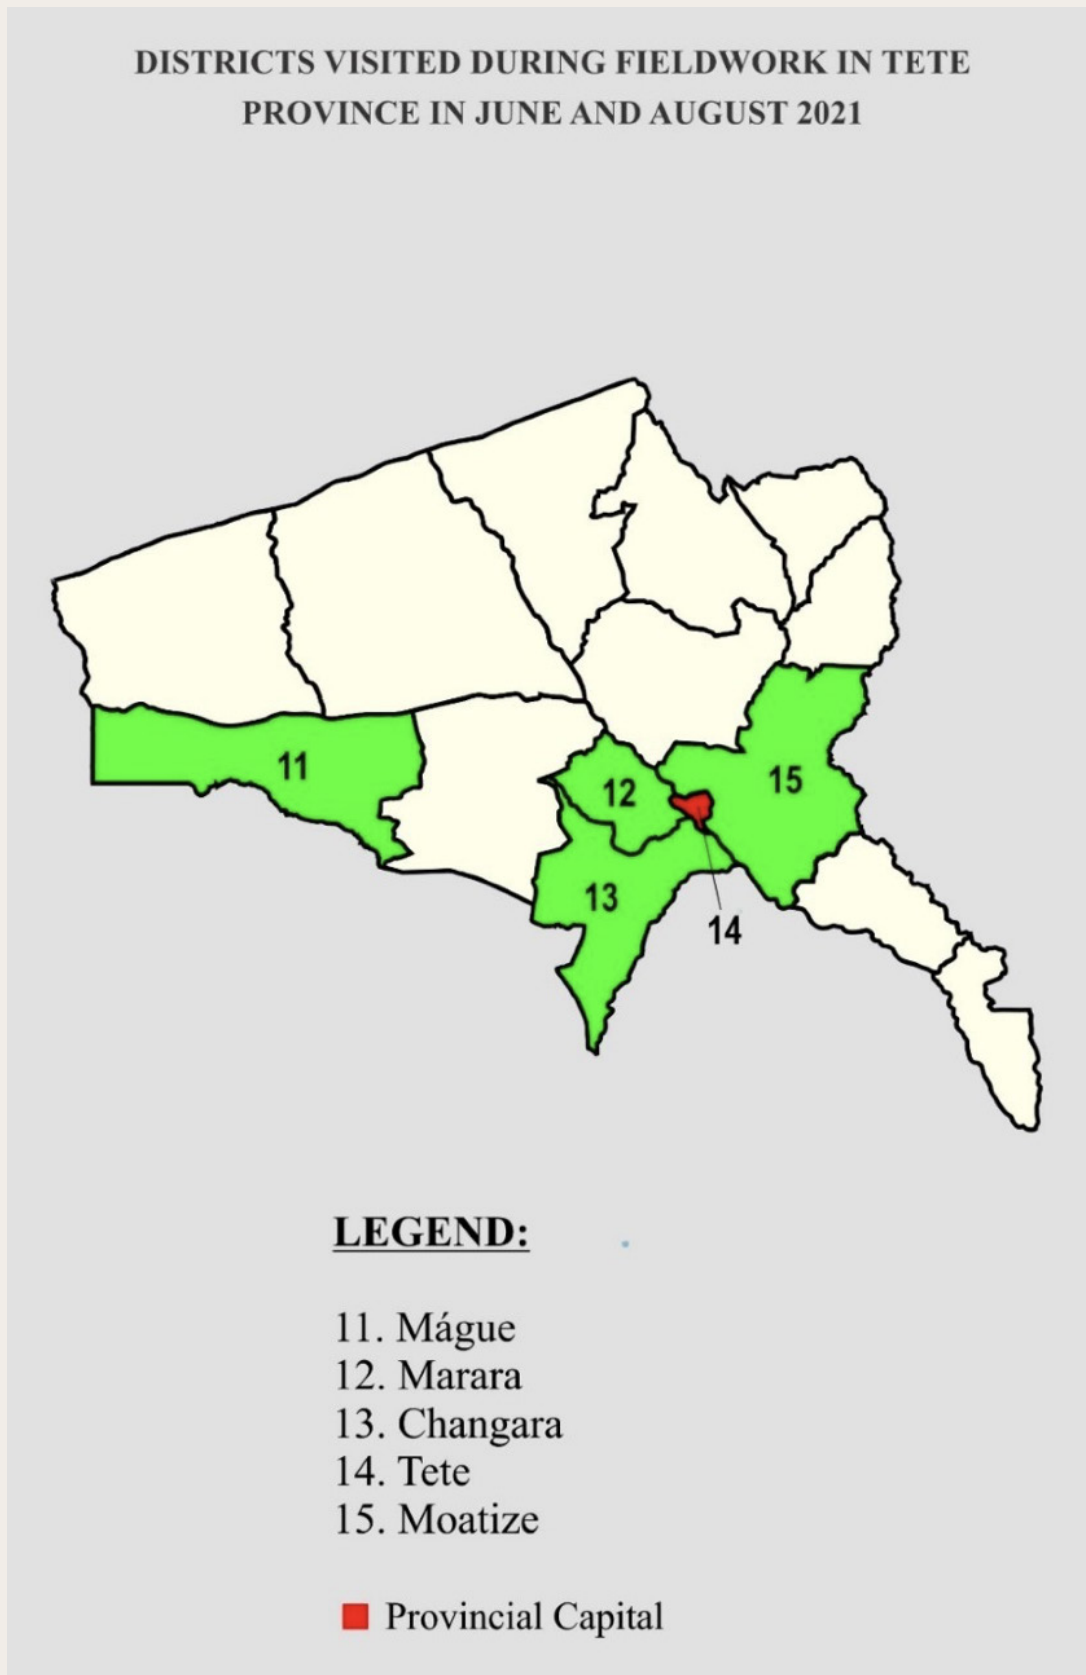 DISTRICTS VISITED DURING FIELDWORK IN TETE
PROVINCE IN JUNE AND AUGUST 2021
11
12
15
13
14
LEGEND:
11. Mágue
12. Marara
13. Changara
14. Tete
15. Moatize
Provincial Capital